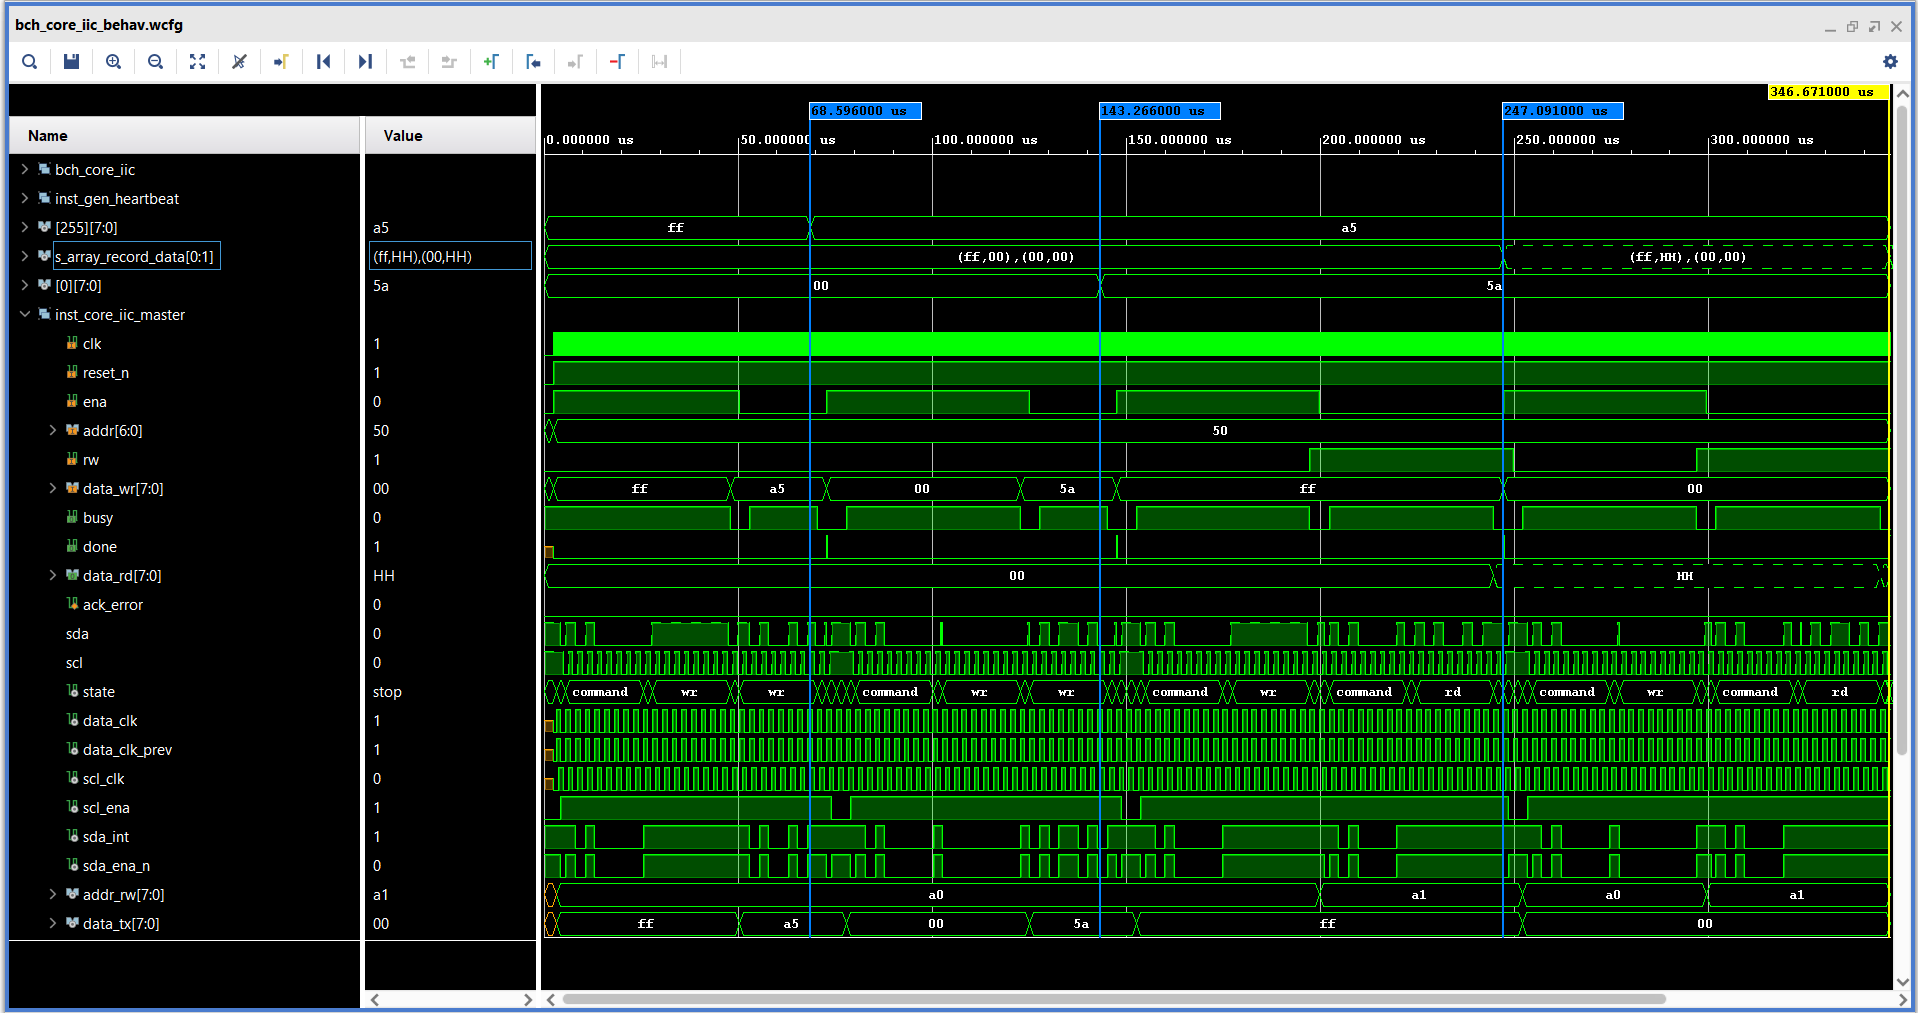 bch_core_iic_behav.wcfg
346.671000 us
68.596000 us 143.266000 us 247.091000 us
Name Value
0.000000 us 50.000000 us 100.000000 us 150.000000 us 200.000000 us 250.000000 us 300.000000 us
bch_core_iic
inst_gen_heartbeat
[255][7:0] a5 ff a5
s_array_record_data[0:1] (ff,HH),(00,HH) (ff,00),(00,00) (ff,HH),(00,00)
[0][7:0] 5a 00 5a
inst_core_iic_master
clk 1
reset_n 1
ena 0
addr[6:0] 50 50
rw 1
data_wr[7:0] 00 ff a5 00 5a ff 00
busy 0
done 1
data_rd[7:0] HH 00 HH
ack_error 0
sda 0
scl 0
state stop command wr wr command wr wr command wr command rd command wr command rd
data_clk 1
data_clk_prev 1
scl_clk 0
scl_ena 1
sda_int 1
sda_ena_n 0
addr_rw[7:0] a1 a0 a1 a0 a1
data_tx[7:0] 00 ff a5 00 5a ff 00